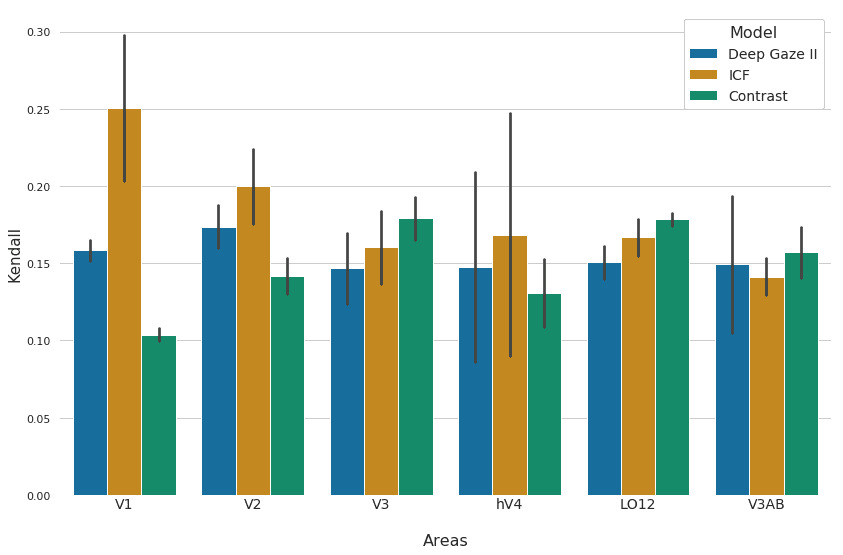 Model
Deep Gaze II
ICF
Contrast
Kendall
0.30
0.25
0.20
0.15
0.10
0.05
0.00
V1 V2 V3 hV4 LO12 V3AB
Areas